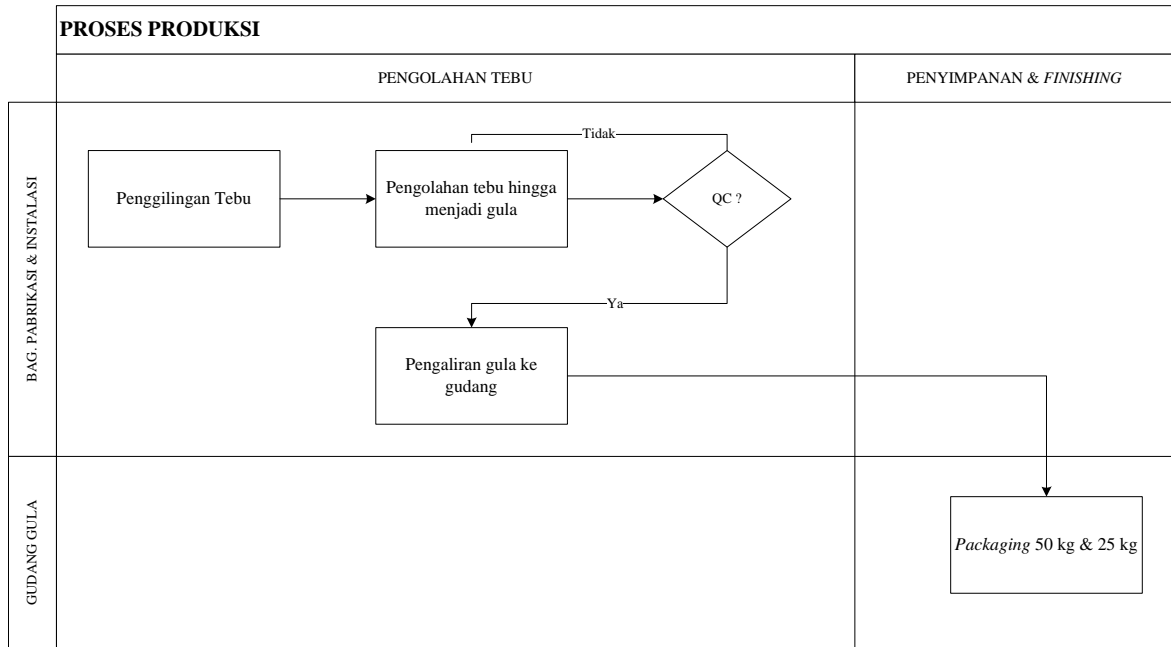 PROSES PRODUKSI
PENGOLAHAN TEBU
PENYIMPANAN & FINISHING
BAG. PABRIKASI & INSTALASI
Penggilingan Tebu
Pengolahan tebu hingga
menjadi gula
Tidak
QC ?
Ya
Pengaliran gula ke
gudang
GUDANG GULA
Packaging 50 kg & 25 kg